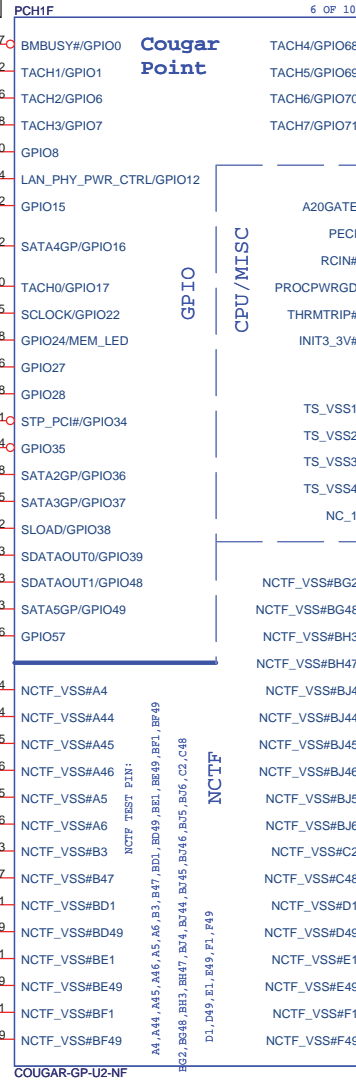 PCH1F
6 OF 10
Cougar
Point
BMBUSY#/GPIO0
TACH1/GPIO1
TACH2/GPIO6
TACH3/GPIO7
GPIO8
LAN_PHY_PWR_CTRL/GPIO12
GPIO15
SATA4GP/GPIO16
TACH0/GPIO17
SCLOCK/GPIO22
GPIO24/MEM_LED
GPIO27
GPIO28
STP_PCI#/GPIO34
GPIO35
SATA2GP/GPIO36
SATA3GP/GPIO37
SLOAD/GPIO38
SDATAOUT0/GPIO39
SDATAOUT1/GPIO48
SATA5GP/GPIO49
GPIO57
NCTF_VSS#A4
NCTF_VSS#A44
NCTF_VSS#A45
NCTF_VSS#A46
NCTF_VSS#A5
NCTF_VSS#A6
NCTF_VSS#B3
NCTF_VSS#B47
NCTF_VSS#BD1
NCTF_VSS#BD49
NCTF_VSS#BE1
NCTF_VSS#BE49
NCTF_VSS#BF1
NCTF_VSS#BF49
GPIO
CPU/MISC
NCTF
NCTF TEST PIN:
A4,A44,A45,A46,A5,A6,B3,B47,BD1,BD49,BE1,BE49,BF1,BF49
BG2,BG48,BH3,BH47,BJ4,BJ44,BJ45,BJ46,BJ5,BJ6,C2,C48
D1,D49,E1,E49,F1,F49
TACH4/GPIO68
TACH5/GPIO69
TACH6/GPIO70
TACH7/GPIO71
A20GATE
PECI
RCIN#
PROCPWRGD
THRMTRIP#
INIT3_3V#
TS_VSS1
TS_VSS2
TS_VSS3
TS_VSS4
NC_1
NCTF_VSS#BG2
NCTF_VSS#BG48
NCTF_VSS#BH3
NCTF_VSS#BH47
NCTF_VSS#BJ4
NCTF_VSS#BJ44
NCTF_VSS#BJ45
NCTF_VSS#BJ46
NCTF_VSS#BJ5
NCTF_VSS#BJ6
NCTF_VSS#C2
NCTF_VSS#C48
NCTF_VSS#D1
NCTF_VSS#D49
NCTF_VSS#E1
NCTF_VSS#E49
NCTF_VSS#F1
NCTF_VSS#F49
COUGAR-GP-U2-NF